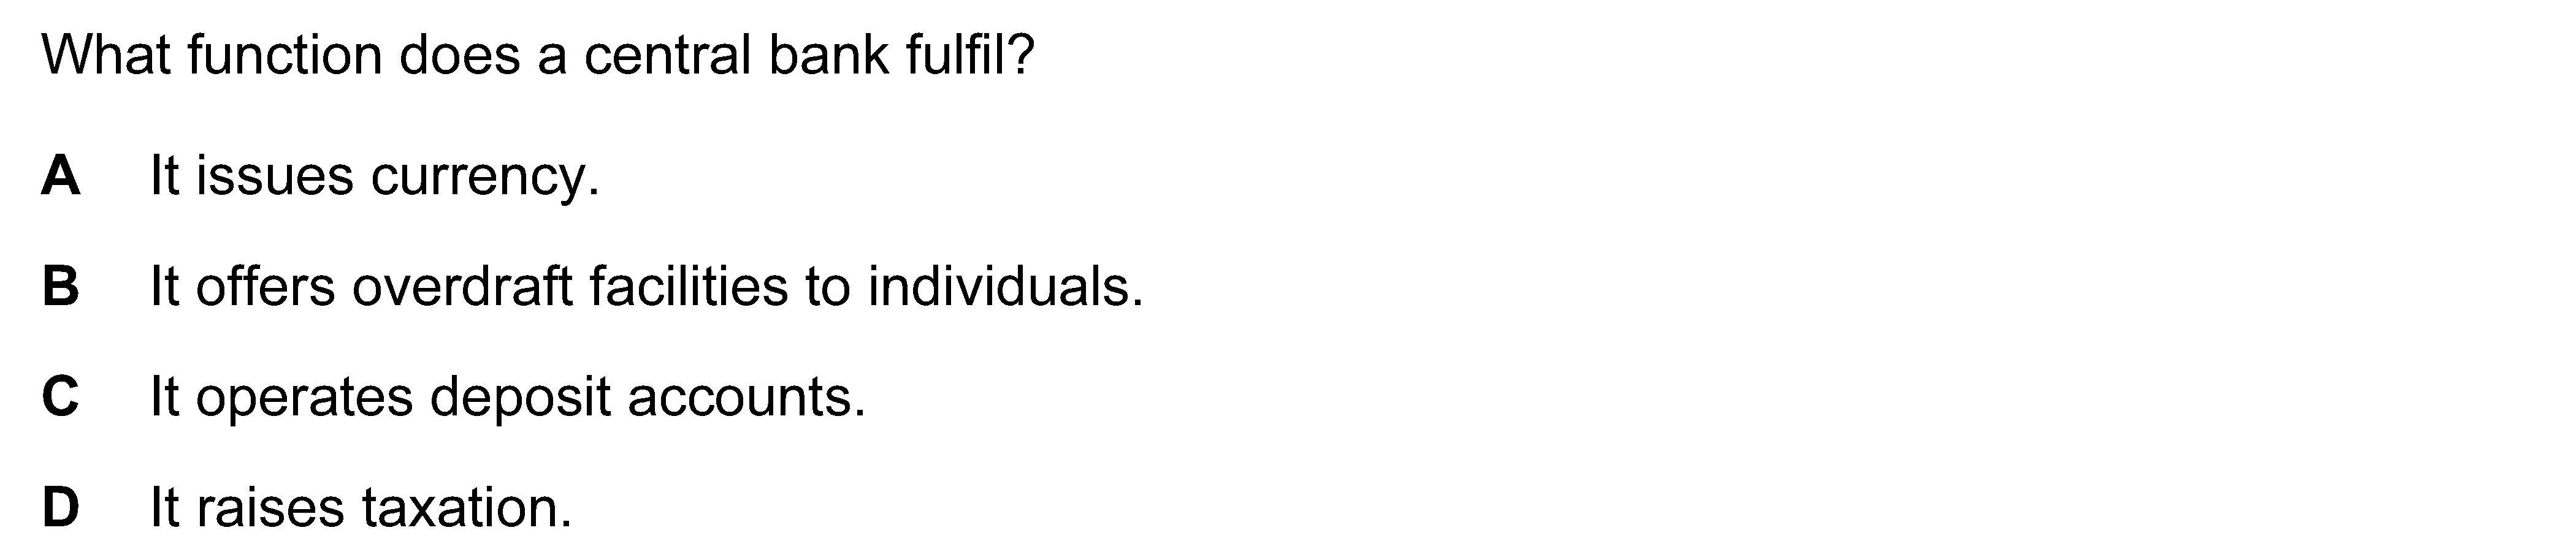 What function does a central bank fulfil?
A It issues currency.
B It offers overdraft facilities to individuals.
C It operates deposit accounts.
D It raises taxation.